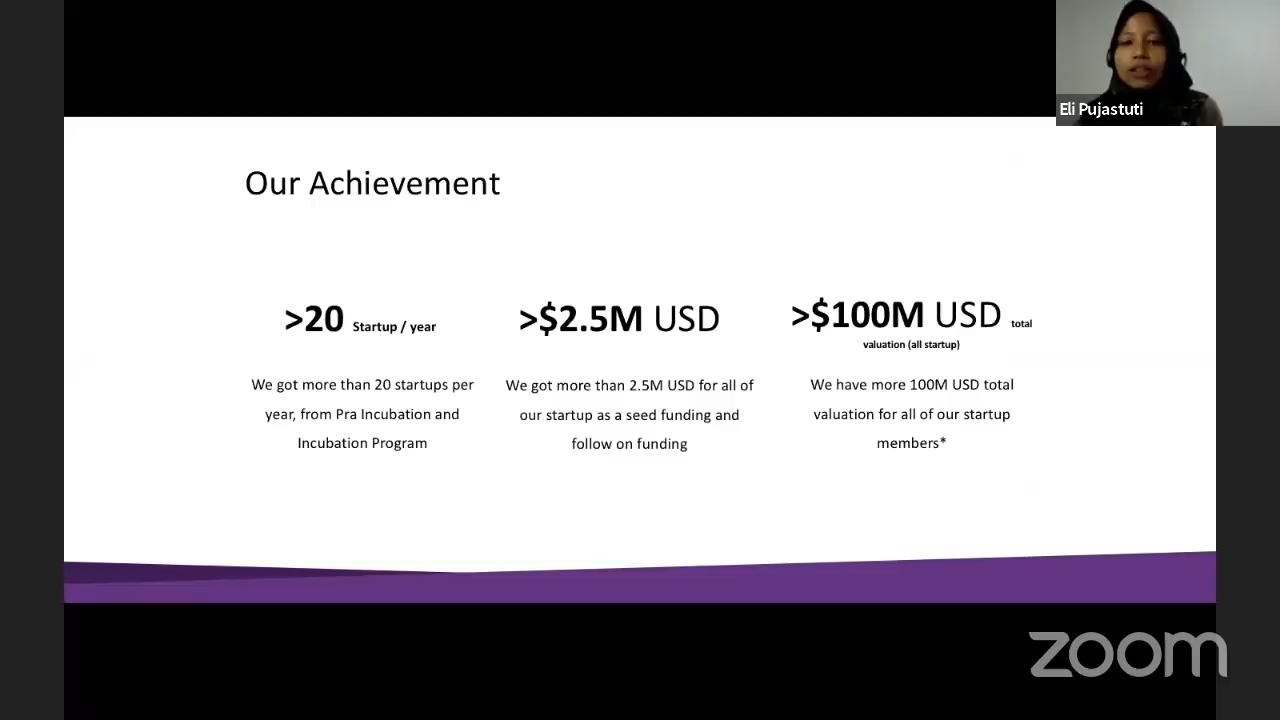 Eli Pujastuti
Our Achievement
>20 Startup / year
We got more than 20 startups per
year, from Pra Incubation and
Incubation Program
>$2.5M USD
We got more than 2.5M USD for all of
our startup as a seed funding and
follow on funding
>$100M USD total
valuation (all startup)
We have more 100M USD total
valuation for all of our startup
members*
zoom